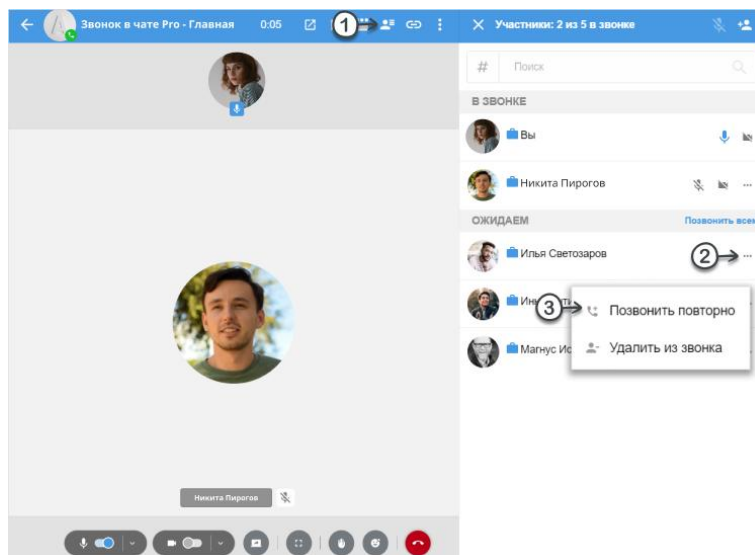 Звонок в чате Pro - Главная
0:05
1
Участники: 2 из 5 в звонке
# Поиск
В ЗВОНКЕ
Вы
Никита Пирогов
ОЖИДАЕМ
Позвонить всем
Илья Светозаров
2
3
Позвонить повторно
Магнус
Удалить из звонка
Никита Пирогов